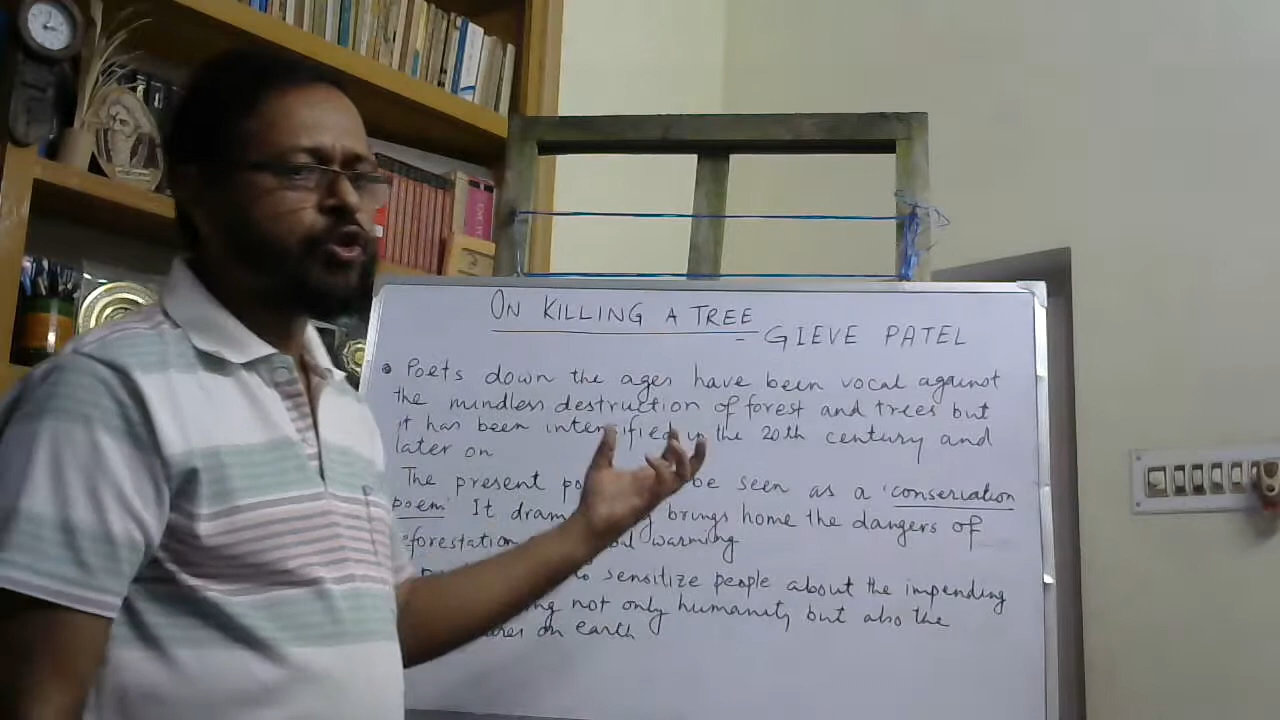 ON KILLING A TREE
- GIEVE PATEL
• Poets down the ages have been vocal against
the mindless destruction of forest and trees but
it has been intensified in the 20th century and
later on
The present be seen as a 'conservation
poem' It brings home the dangers of
warming
to sensitize people about the impending
not only humanity but also the
on earth